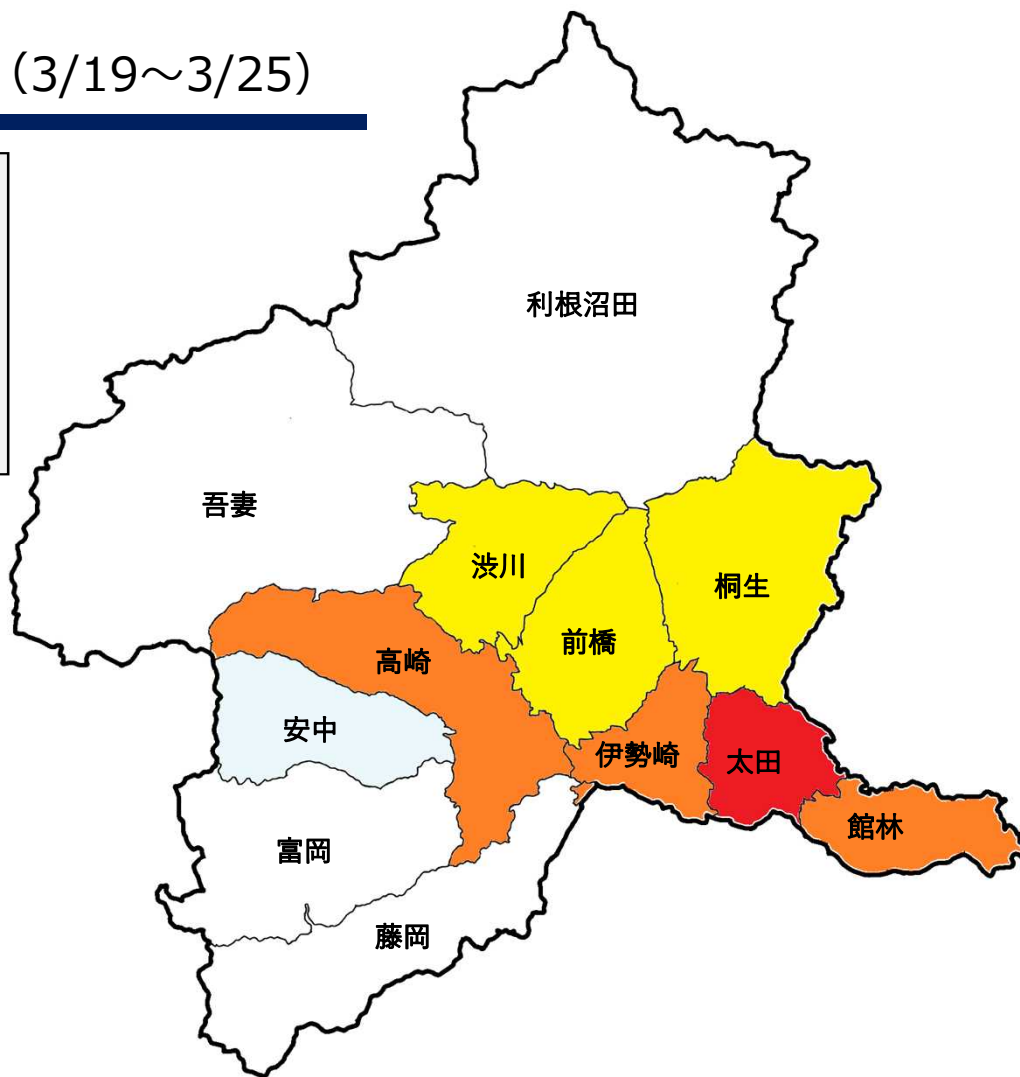 （3/19～3/25）
利根沼田
吾妻
渋川
桐生
前橋
高崎
安中
伊勢崎
太田
館林
富岡
藤岡